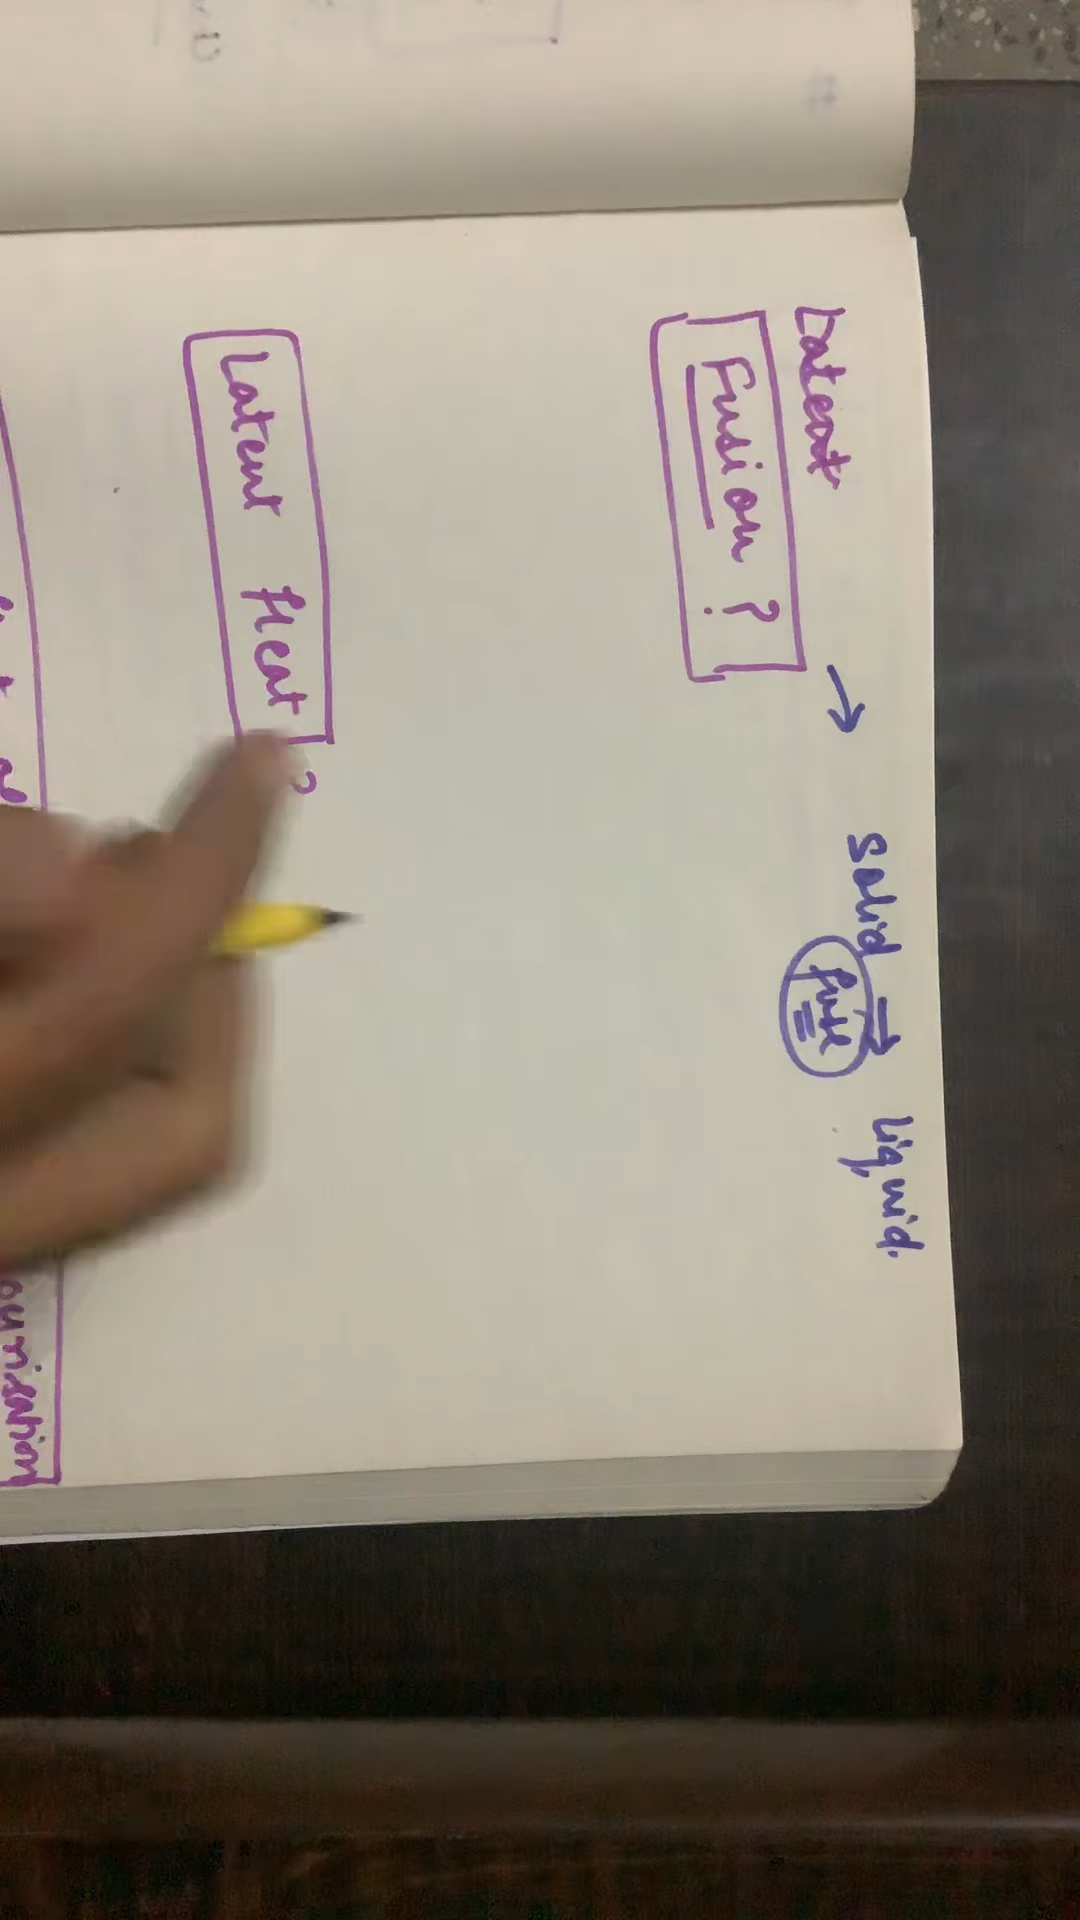 Latent
Fusion ? → solid → liquid.
fuse
Latent Heat ?